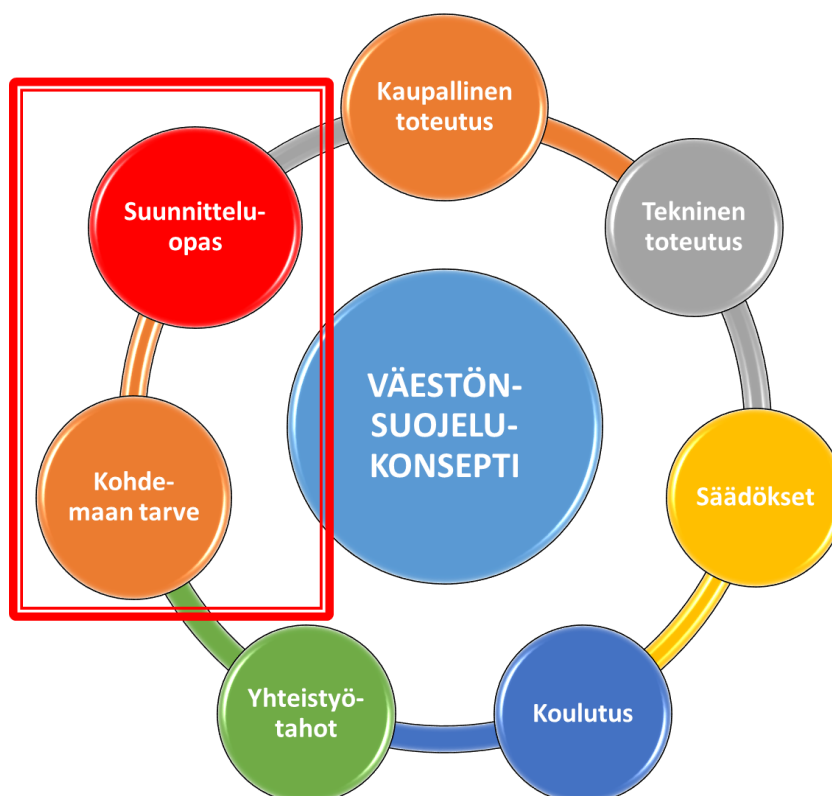 Kaupallinen
toteutus
Suunnittelu-
opas
Tekninen
toteutus
VÄESTÖN-
SUOJELU-
KONSEPTI
Kohde-
maan tarve
Säädökset
Yhteistyö-
tahot
Koulutus